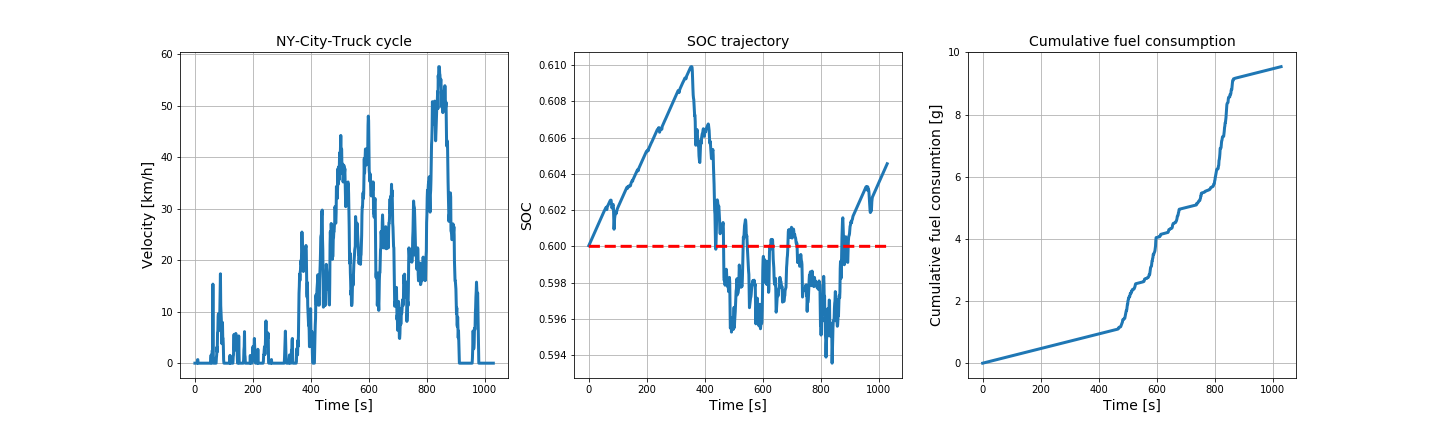 NY-City-Truck cycle
60
50
40
30
20
10
0
Velocity [km/h]
0 200 400 600 800 1000
Time [s]
SOC trajectory
0.610
0.608
0.606
0.604
0.602
0.600
0.598
0.596
0.594
SOC
0 200 400 600 800 1000
Time [s]
Cumulative fuel consumption
10
8
6
4
2
0
Cumulative fuel consumtion [g]
0 200 400 600 800 1000
Time [s]